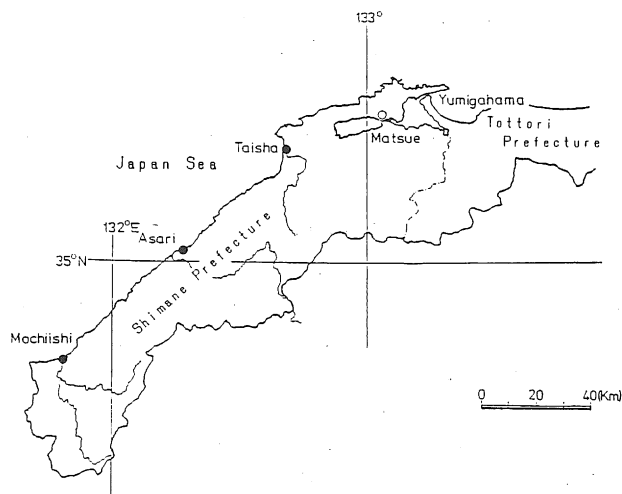 133°
Yumigahama
Tottori
Prefecture
Matsue
Taisha
Japan Sea
132°E
Asari
35°N
Shimane Prefecture
Mochiishi
0 20 40(Km)